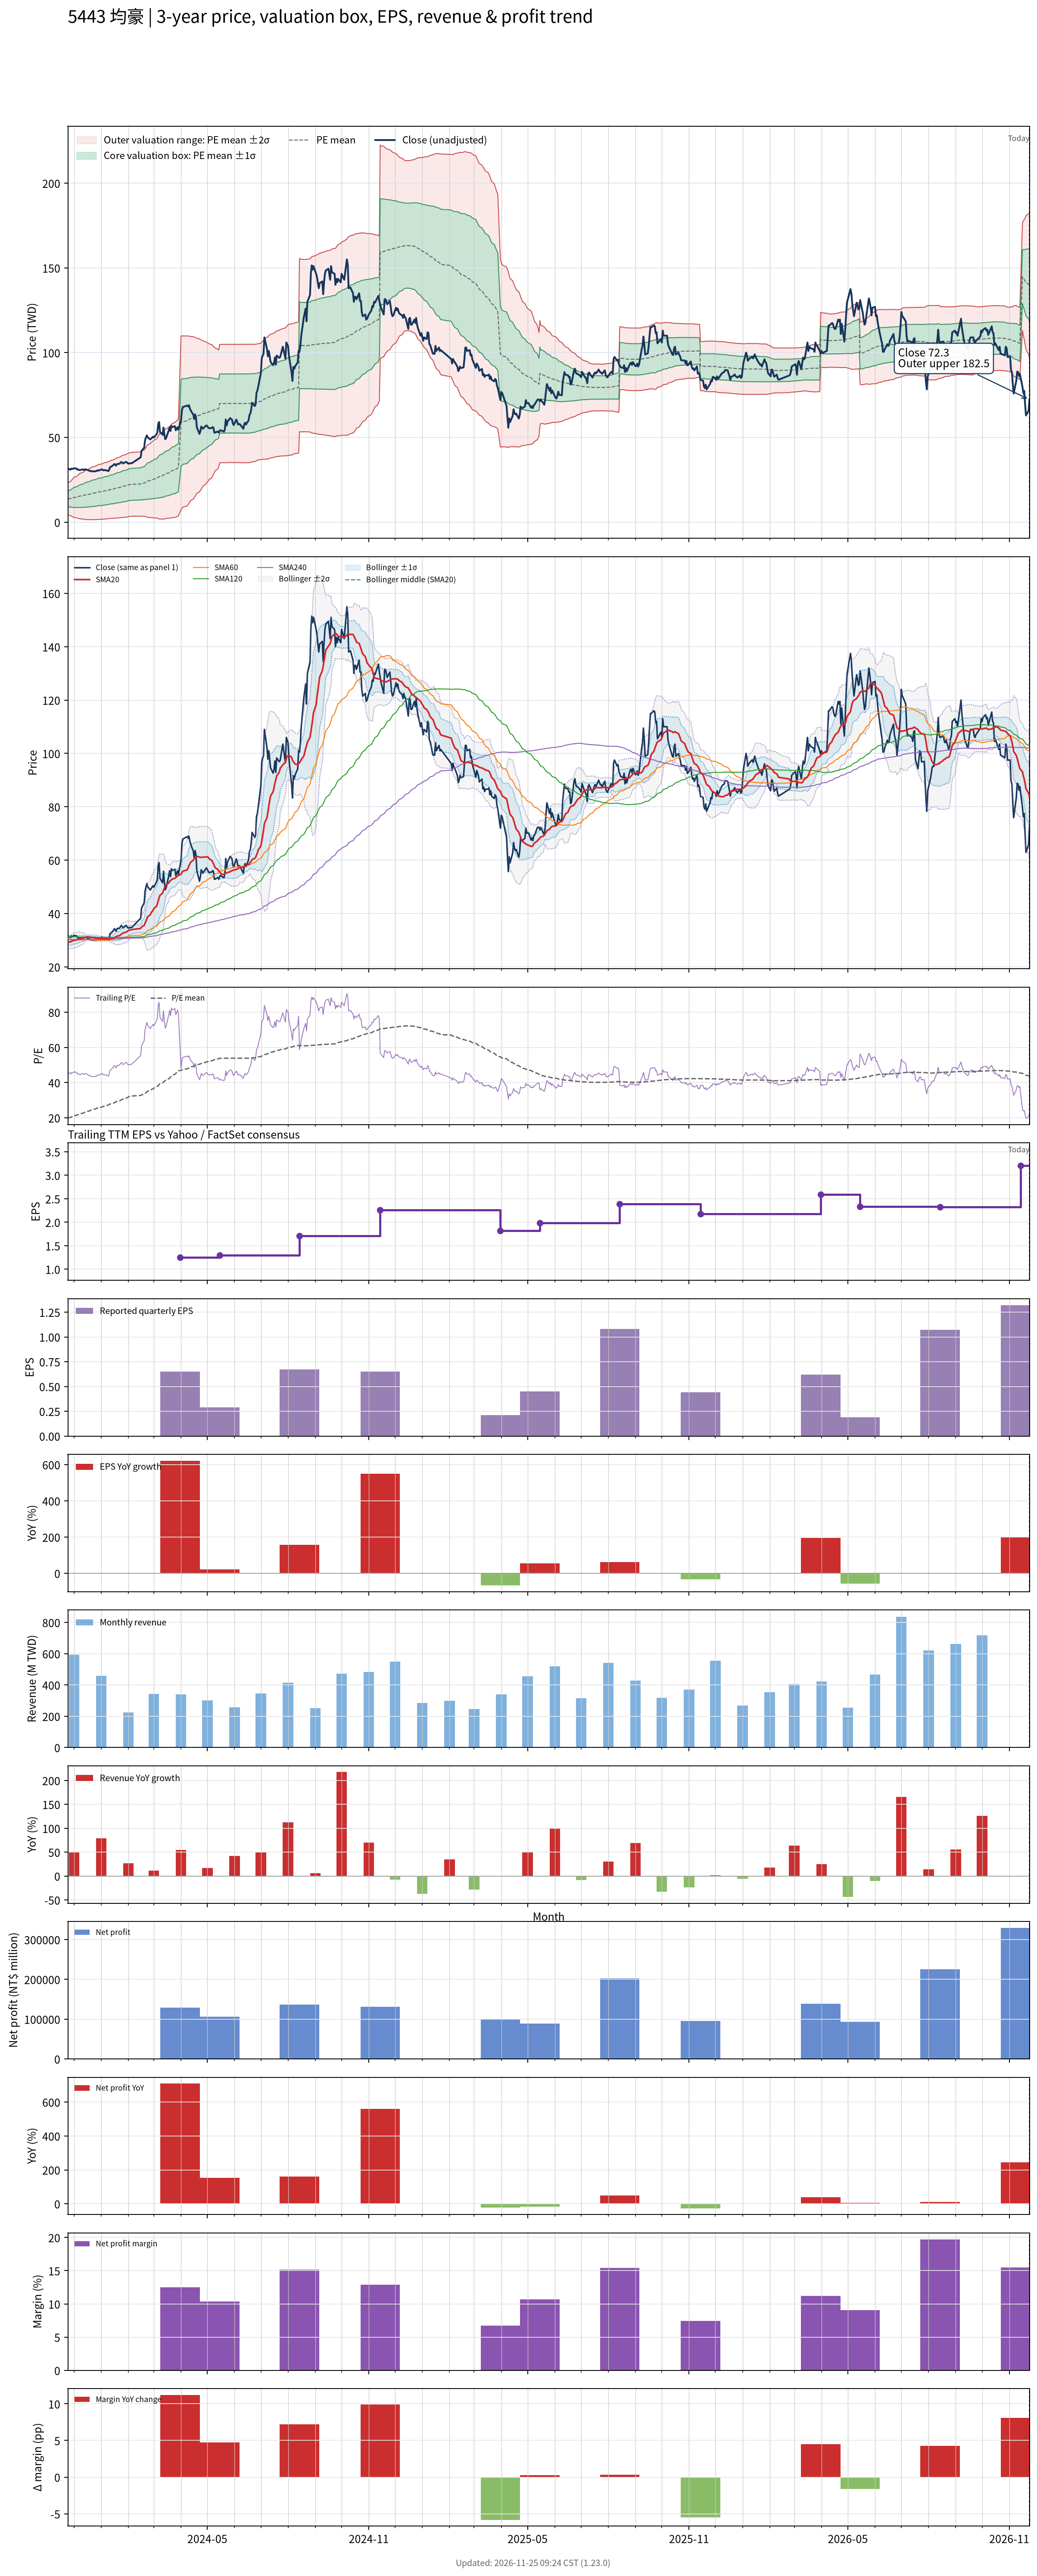 5443 均豪 | 3-year price, valuation box, EPS, revenue & profit trend
Outer valuation range: PE mean ±2σ
Core valuation box: PE mean ±1σ
PE mean
Close (unadjusted)
Today
Price (TWD)
200
150
100
50
0
Close 72.3
Outer upper 182.5
Close (same as panel 1)
SMA20
SMA60
SMA120
SMA240
Bollinger ±2σ
Bollinger ±1σ
Bollinger middle (SMA20)
Price
160
140
120
100
80
60
40
20
Trailing P/E
P/E mean
P/E
80
60
40
20
Trailing TTM EPS vs Yahoo / FactSet consensus
Today
EPS
3.5
3.0
2.5
2.0
1.5
1.0
Reported quarterly EPS
EPS
1.25
1.00
0.75
0.50
0.25
0.00
EPS YoY growth
YoY (%)
600
400
200
0
Monthly revenue
Revenue (M TWD)
800
600
400
200
0
Revenue YoY growth
YoY (%)
200
150
100
50
0
-50
Month
Net profit
Net profit (NT$ million)
300000
200000
100000
0
Net profit YoY
YoY (%)
600
400
200
0
Net profit margin
Margin (%)
20
15
10
5
0
Margin YoY change
Δ margin (pp)
10
5
0
-5
2024-05
2024-11
2025-05
2025-11
2026-05
2026-11
Updated: 2026-11-25 09:24 CST (1.23.0)